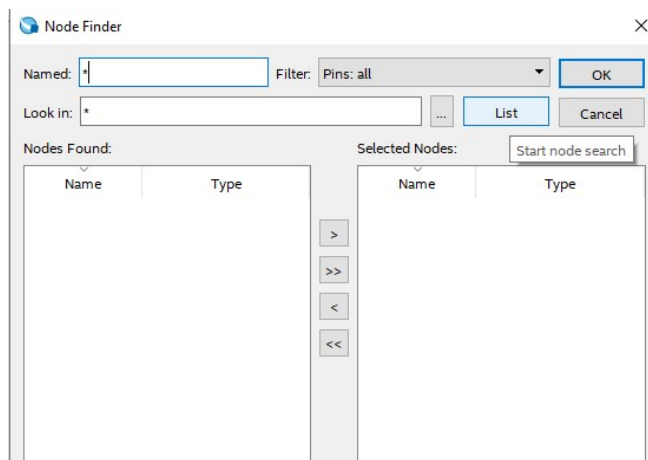 Node Finder
Named: * Filter: Pins: all OK
Look in: * ... List Cancel
Nodes Found: Selected Nodes: Start node search
Name Type Name Type
>
>>
<
<<